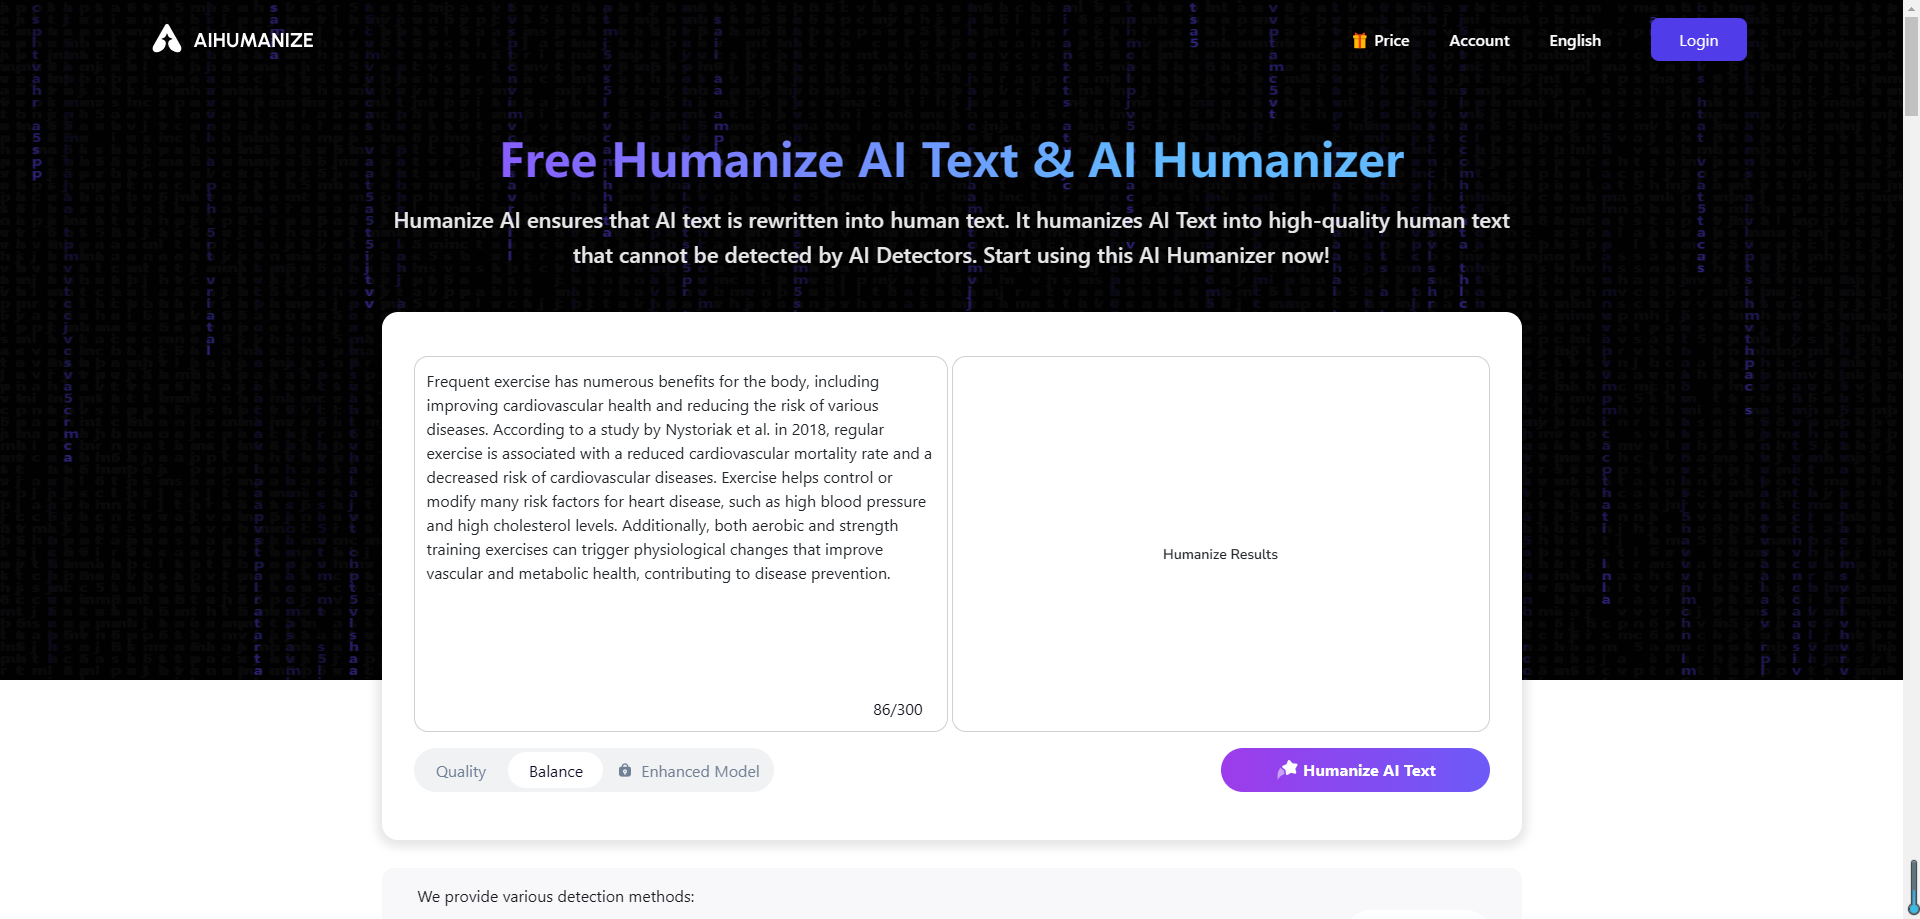 AIHUMANIZE
Price
Account
English
Login
Free Humanize AI Text & AI Humanizer
Humanize AI ensures that AI text is rewritten into human text. It humanizes AI Text into high-quality human text
that cannot be detected by AI Detectors. Start using this AI Humanizer now!
Frequent exercise has numerous benefits for the body, including
improving cardiovascular health and reducing the risk of various
diseases. According to a study by Nystoriak et al. in 2018, regular
exercise is associated with a reduced cardiovascular mortality rate and a
decreased risk of cardiovascular diseases. Exercise helps control or
modify many risk factors for heart disease, such as high blood pressure
and high cholesterol levels. Additionally, both aerobic and strength
training exercises can trigger physiological changes that improve
vascular and metabolic health, contributing to disease prevention.
86/300
Humanize Results
Quality
Balance
Enhanced Model
Humanize AI Text
We provide various detection methods: